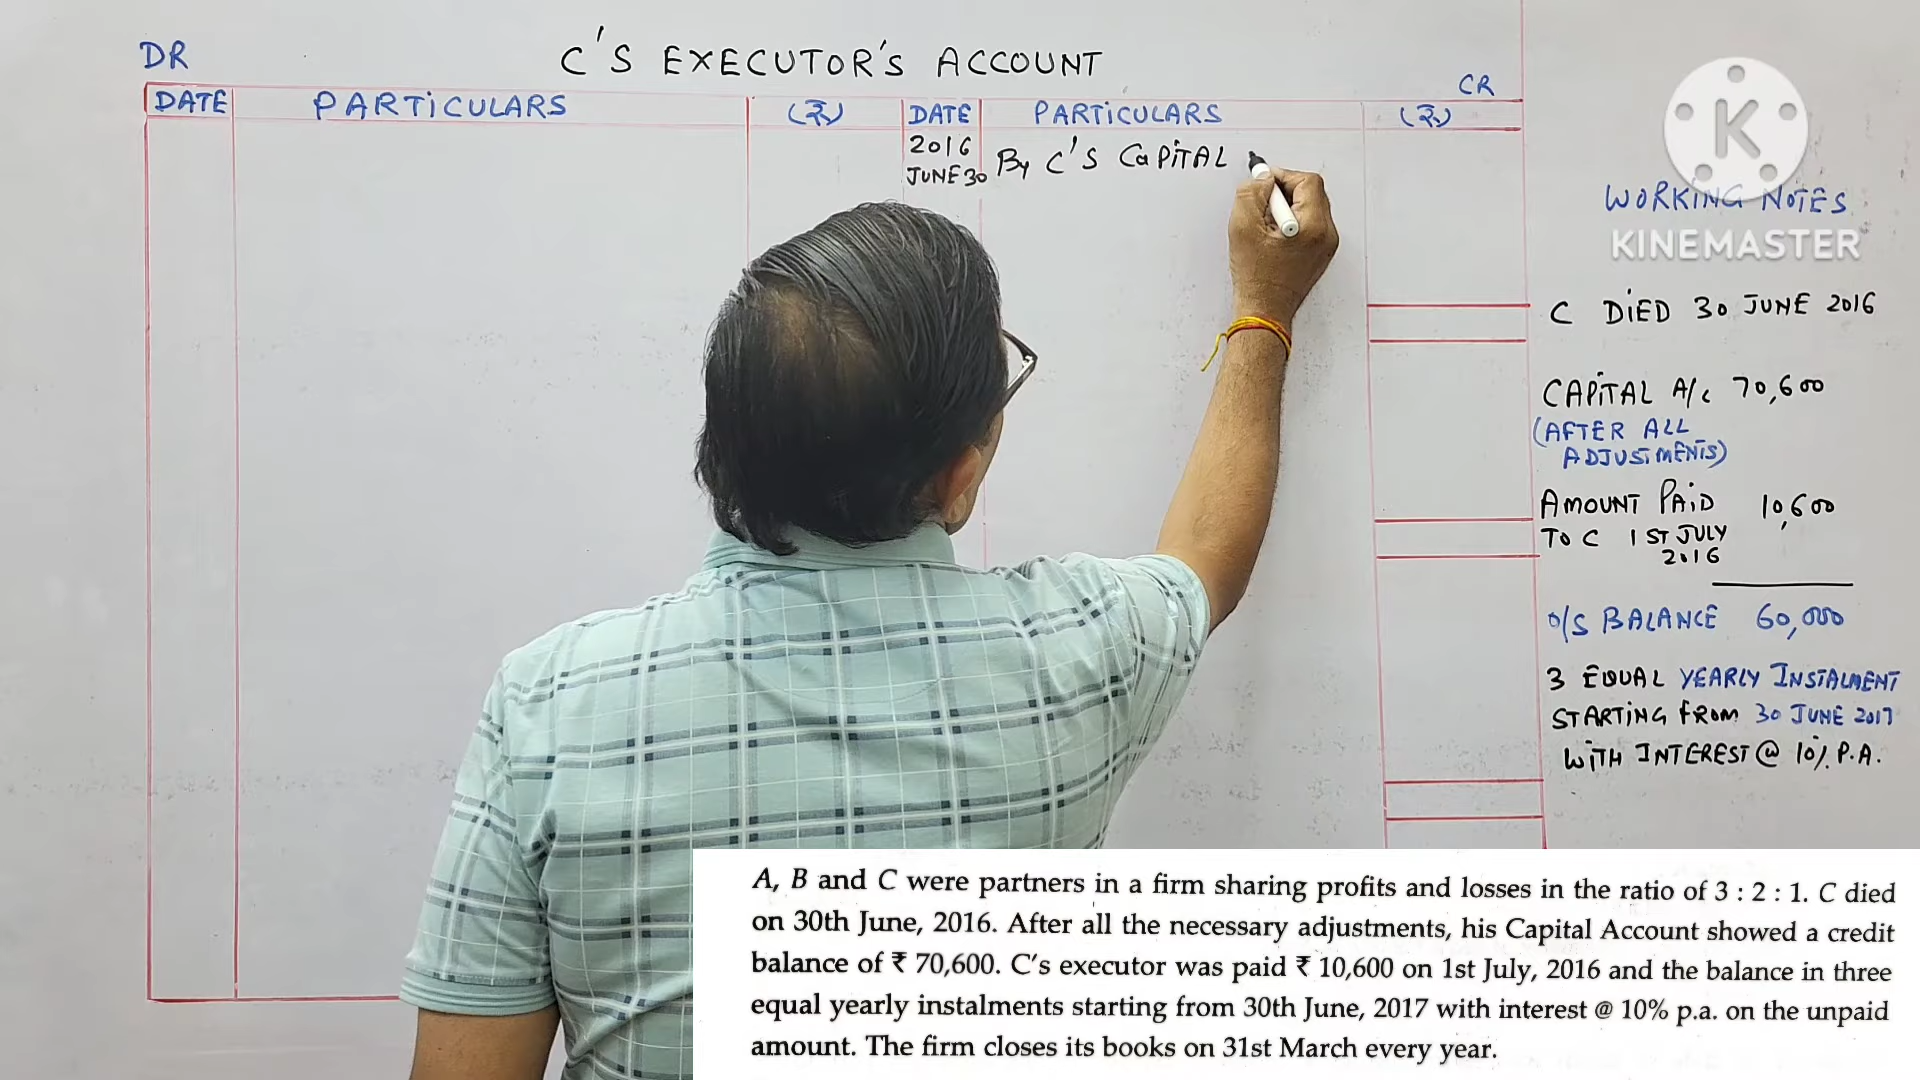 C'S EXECUTOR'S ACCOUNT
DR
CR
DATE PARTICULARS (₹) DATE PARTICULARS (₹)
2016
JUNE 30 By C'S CAPITAL
K
WORKING NOTES
KINEMASTER
C DIED 30 JUNE 2016
CAPITAL A/c 70,600
(AFTER ALL
ADJUSTMENTS)
AMOUNT PAID 10,600
TO C 1ST JULY
2016
O/S BALANCE 60,000
3 EQUAL YEARLY INSTALMENT
STARTING FROM 30 JUNE 2017
WITH INTEREST @ 10% P.A.
A, B and C were partners in a firm sharing profits and losses in the ratio of 3 : 2 : 1. C died
on 30th June, 2016. After all the necessary adjustments, his Capital Account showed a credit
balance of ₹ 70,600. C's executor was paid ₹ 10,600 on 1st July, 2016 and the balance in three
equal yearly instalments starting from 30th June, 2017 with interest @ 10% p.a. on the unpaid
amount. The firm closes its books on 31st March every year.